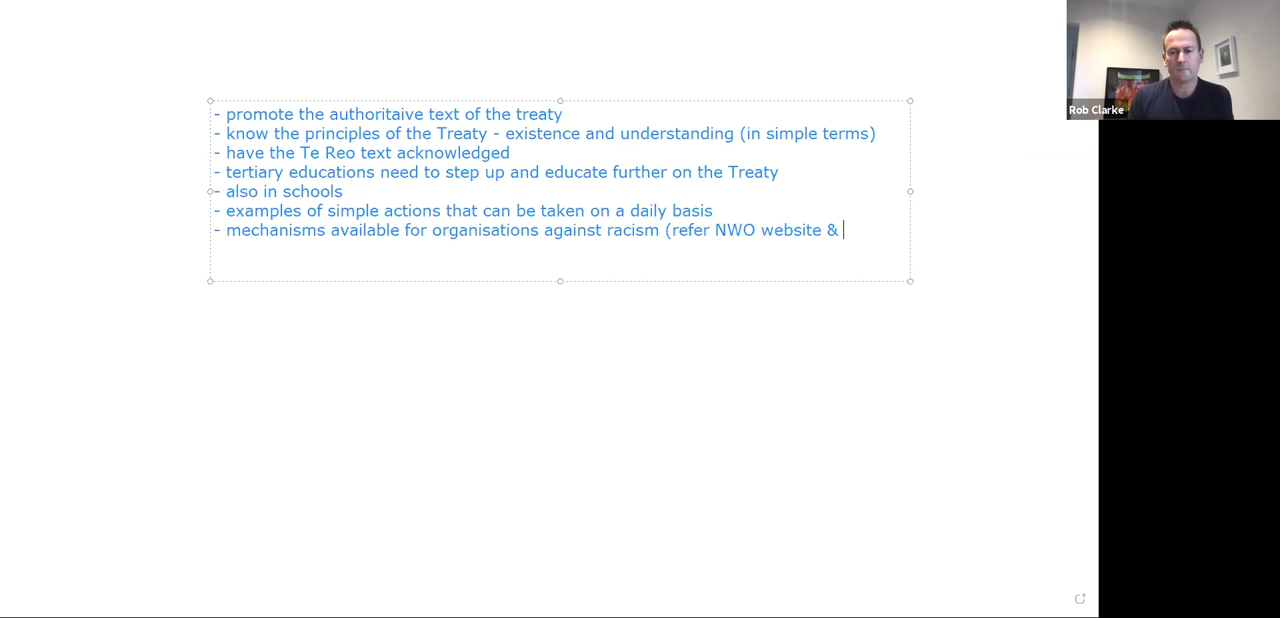 - promote the authoritaive text of the treaty
- know the principles of the Treaty - existence and understanding (in simple terms)
- have the Te Reo text acknowledged
- tertiary educations need to step up and educate further on the Treaty
- also in schools
- examples of simple actions that can be taken on a daily basis
- mechanisms available for organisations against racism (refer NWO website &
Rob Clarke